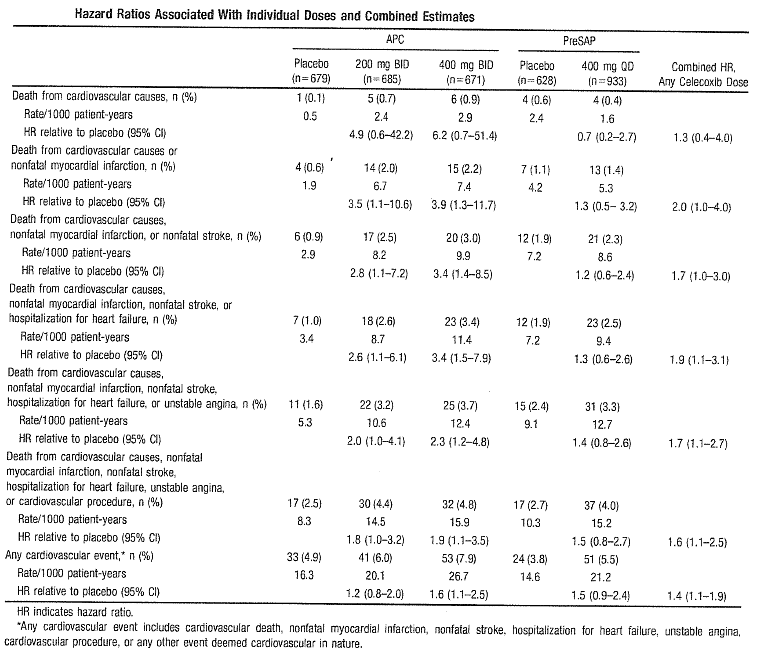 Hazard Ratios Associated With Individual Doses and Combined Estimates
APC PreSAP
Placebo 200 mg BID 400 mg BID Placebo 400 mg QD Combined HR,
(n=679) (n=685) (n=671) (n=628) (n=933) Any Celecoxib Dose
Death from cardiovascular causes, n (%) 1 (0.1) 5 (0.7) 6 (0.9) 4 (0.6) 4 (0.4)
Rate/1000 patient-years 0.5 2.4 2.9 2.4 1.6
HR relative to placebo (95% CI) 4.9 (0.6–42.2) 6.2 (0.7–51.4) 0.7 (0.2–2.7) 1.3 (0.4–4.0)
Death from cardiovascular causes or
nonfatal myocardial infarction, n (%) 4 (0.6) 14 (2.0) 15 (2.2) 7 (1.1) 13 (1.4)
Rate/1000 patient-years 1.9 6.7 7.4 4.2 5.3
HR relative to placebo (95% CI) 3.5 (1.1–10.6) 3.9 (1.3–11.7) 1.3 (0.5– 3.2) 2.0 (1.0–4.0)
Death from cardiovascular causes,
nonfatal myocardial infarction, or nonfatal stroke, n (%) 6 (0.9) 17 (2.5) 20 (3.0) 12 (1.9) 21 (2.3)
Rate/1000 patient-years 2.9 8.2 9.9 7.2 8.6
HR relative to placebo (95% CI) 2.8 (1.1–7.2) 3.4 (1.4–8.5) 1.2 (0.6–2.4) 1.7 (1.0–3.0)
Death from cardiovascular causes,
nonfatal myocardial infarction, nonfatal stroke, or
hospitalization for heart failure, n (%) 7 (1.0) 18 (2.6) 23 (3.4) 12 (1.9) 23 (2.5)
Rate/1000 patient-years 3.4 8.7 11.4 7.2 9.4
HR relative to placebo (95% CI) 2.6 (1.1–6.1) 3.4 (1.5–7.9) 1.3 (0.6–2.6) 1.9 (1.1–3.1)
Death from cardiovascular causes,
nonfatal myocardial infarction, nonfatal stroke,
hospitalization for heart failure, or unstable angina, n (%) 11 (1.6) 22 (3.2) 25 (3.7) 15 (2.4) 31 (3.3)
Rate/1000 patient-years 5.3 10.6 12.4 9.1 12.7
HR relative to placebo (95% CI) 2.0 (1.0–4.1) 2.3 (1.2–4.8) 1.4 (0.8–2.6) 1.7 (1.1–2.7)
Death from cardiovascular causes, nonfatal
myocardial infarction, nonfatal stroke,
hospitalization for heart failure, unstable angina,
or cardiovascular procedure, n (%) 17 (2.5) 30 (4.4) 32 (4.8) 17 (2.7) 37 (4.0)
Rate/1000 patient-years 8.3 14.5 15.9 10.3 15.2
HR relative to placebo (95% CI) 1.8 (1.0–3.2) 1.9 (1.1–3.5) 1.5 (0.8–2.7) 1.6 (1.1–2.5)
Any cardiovascular event,* n (%) 33 (4.9) 41 (6.0) 53 (7.9) 24 (3.8) 51 (5.5)
Rate/1000 patient-years 16.3 20.1 26.7 14.6 21.2
HR relative to placebo (95% CI) 1.2 (0.8–2.0) 1.6 (1.1–2.5) 1.5 (0.9–2.4) 1.4 (1.1–1.9)
HR indicates hazard ratio.
*Any cardiovascular event includes cardiovascular death, nonfatal myocardial infarction, nonfatal stroke, hospitalization for heart failure, unstable angina,
cardiovascular procedure, or any other event deemed cardiovascular in nature.